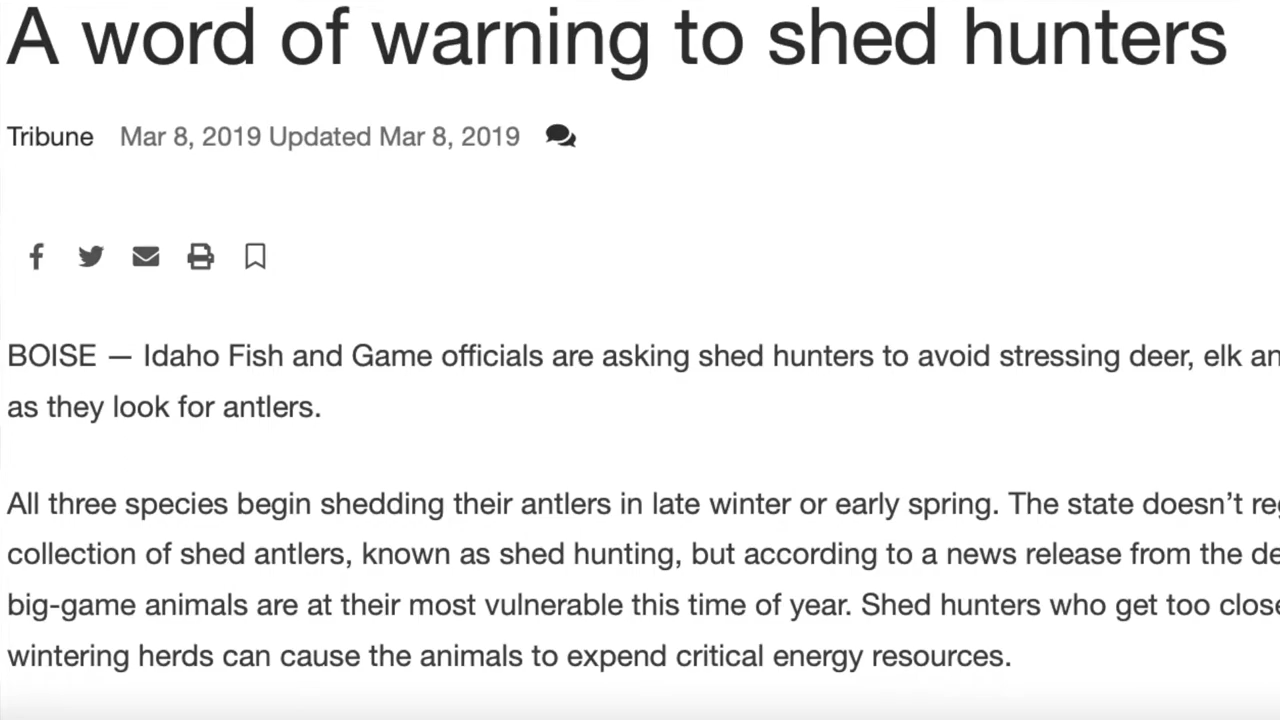 A word of warning to shed hunters
Tribune Mar 8, 2019 Updated Mar 8, 2019
BOISE — Idaho Fish and Game officials are asking shed hunters to avoid stressing deer, elk
as they look for antlers.
All three species begin shedding their antlers in late winter or early spring. The state doesn’t
collection of shed antlers, known as shed hunting, but according to a news release from the
big-game animals are at their most vulnerable this time of year. Shed hunters who get too
wintering herds can cause the animals to expend critical energy resources.